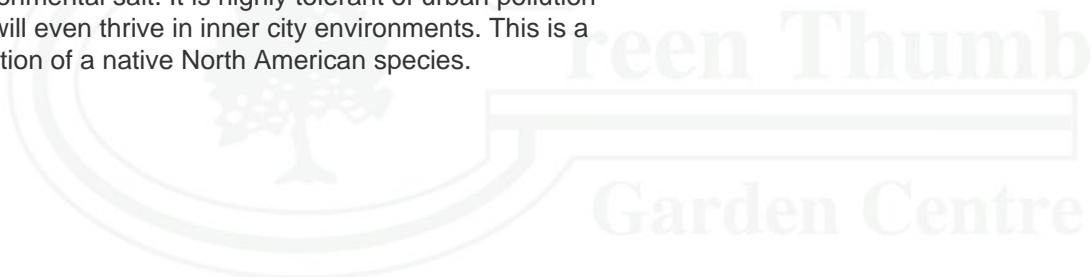 onmental salt. It is highly tolerant of urban pollution
will even thrive in inner city environments. This is a
tion of a native North American species.
reen Thumb
Garden Centre